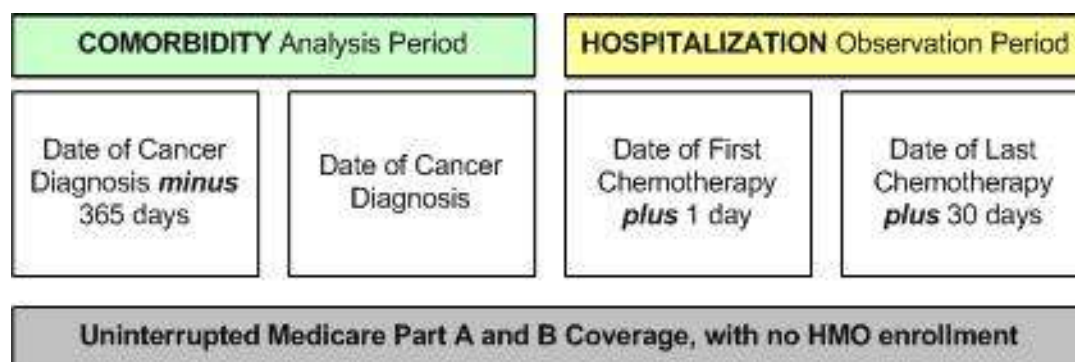 COMORBIDITY Analysis Period
HOSPITALIZATION Observation Period
Date of Cancer
Diagnosis minus
365 days
Date of Cancer
Diagnosis
Date of First
Chemotherapy
plus 1 day
Date of Last
Chemotherapy
plus 30 days
Uninterrupted Medicare Part A and B Coverage, with no HMO enrollment